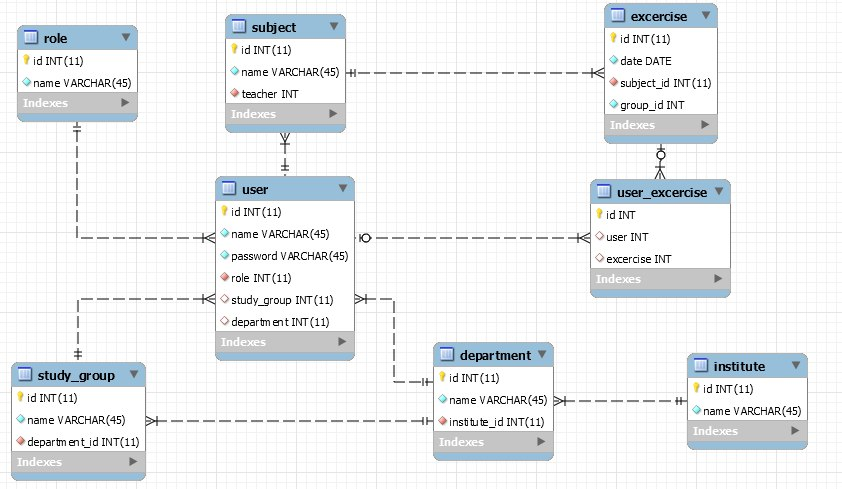 role
id INT(11)
name VARCHAR(45)
Indexes
subject
id INT(11)
name VARCHAR(45)
teacher INT
Indexes
excercise
id INT(11)
date DATE
subject_id INT(11)
group_id INT
Indexes
user
id INT(11)
name VARCHAR(45)
password VARCHAR(45)
role INT(11)
study_group INT(11)
department INT(11)
Indexes
user_excercise
id INT
user INT
excercise INT
Indexes
study_group
id INT(11)
name VARCHAR(45)
department_id INT(11)
Indexes
department
id INT(11)
name VARCHAR(45)
institute_id INT(11)
Indexes
institute
id INT(11)
name VARCHAR(45)
Indexes